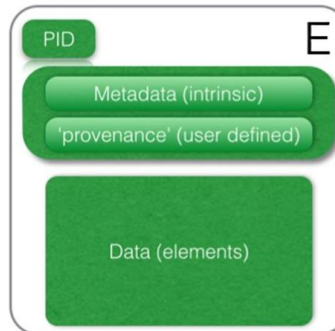 PID
E
Metadata (intrinsic)
‘provenance’ (user defined)
Data (elements)